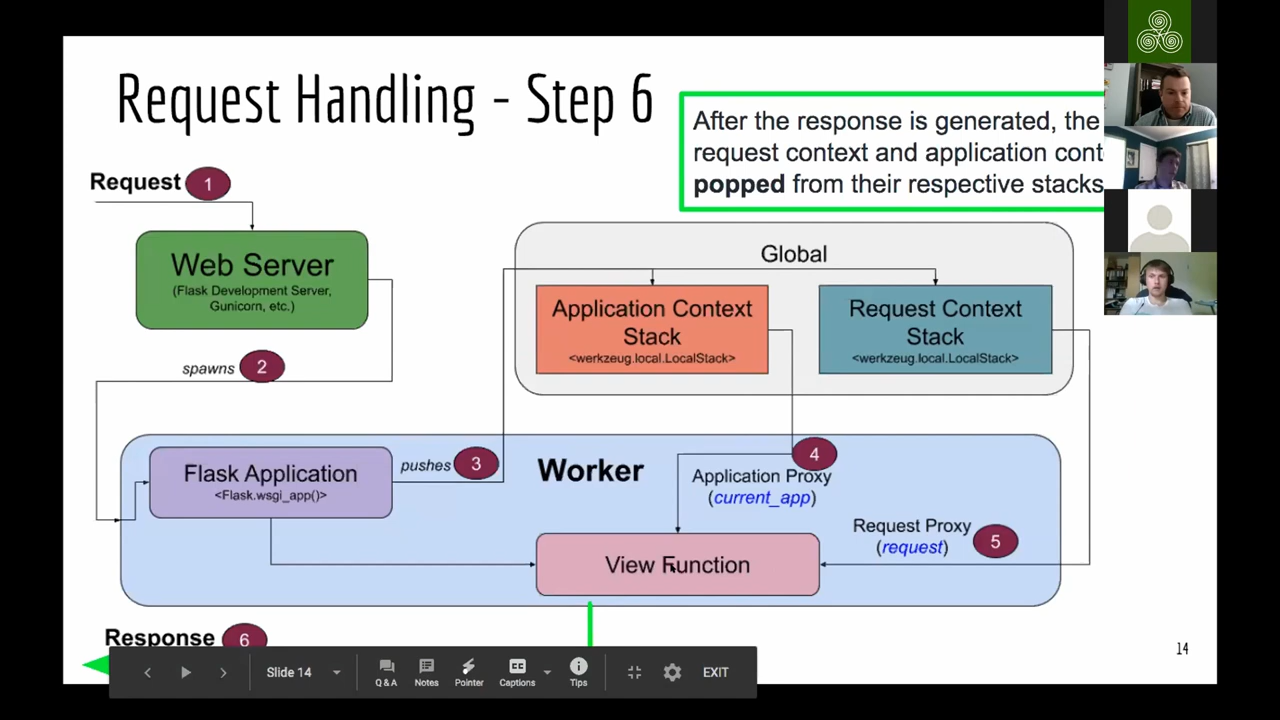 Request Handling - Step 6
After the response is generated, the
request context and application cont
popped from their respective stacks
Request 1
Web Server
(Flask Development Server,
Gunicorn, etc.)
spawns 2
Global
Application Context
Stack
<werkzeug.local.LocalStack>
Request Context
Stack
<werkzeug.local.LocalStack>
Flask Application
<Flask.wsgi_app()>
pushes 3
Worker
4
Application Proxy
(current_app)
Request Proxy
(request)
5
View Function
Response 6
14
Slide 14
Q & A
Notes
Pointer
CC
Captions
Tips
EXIT